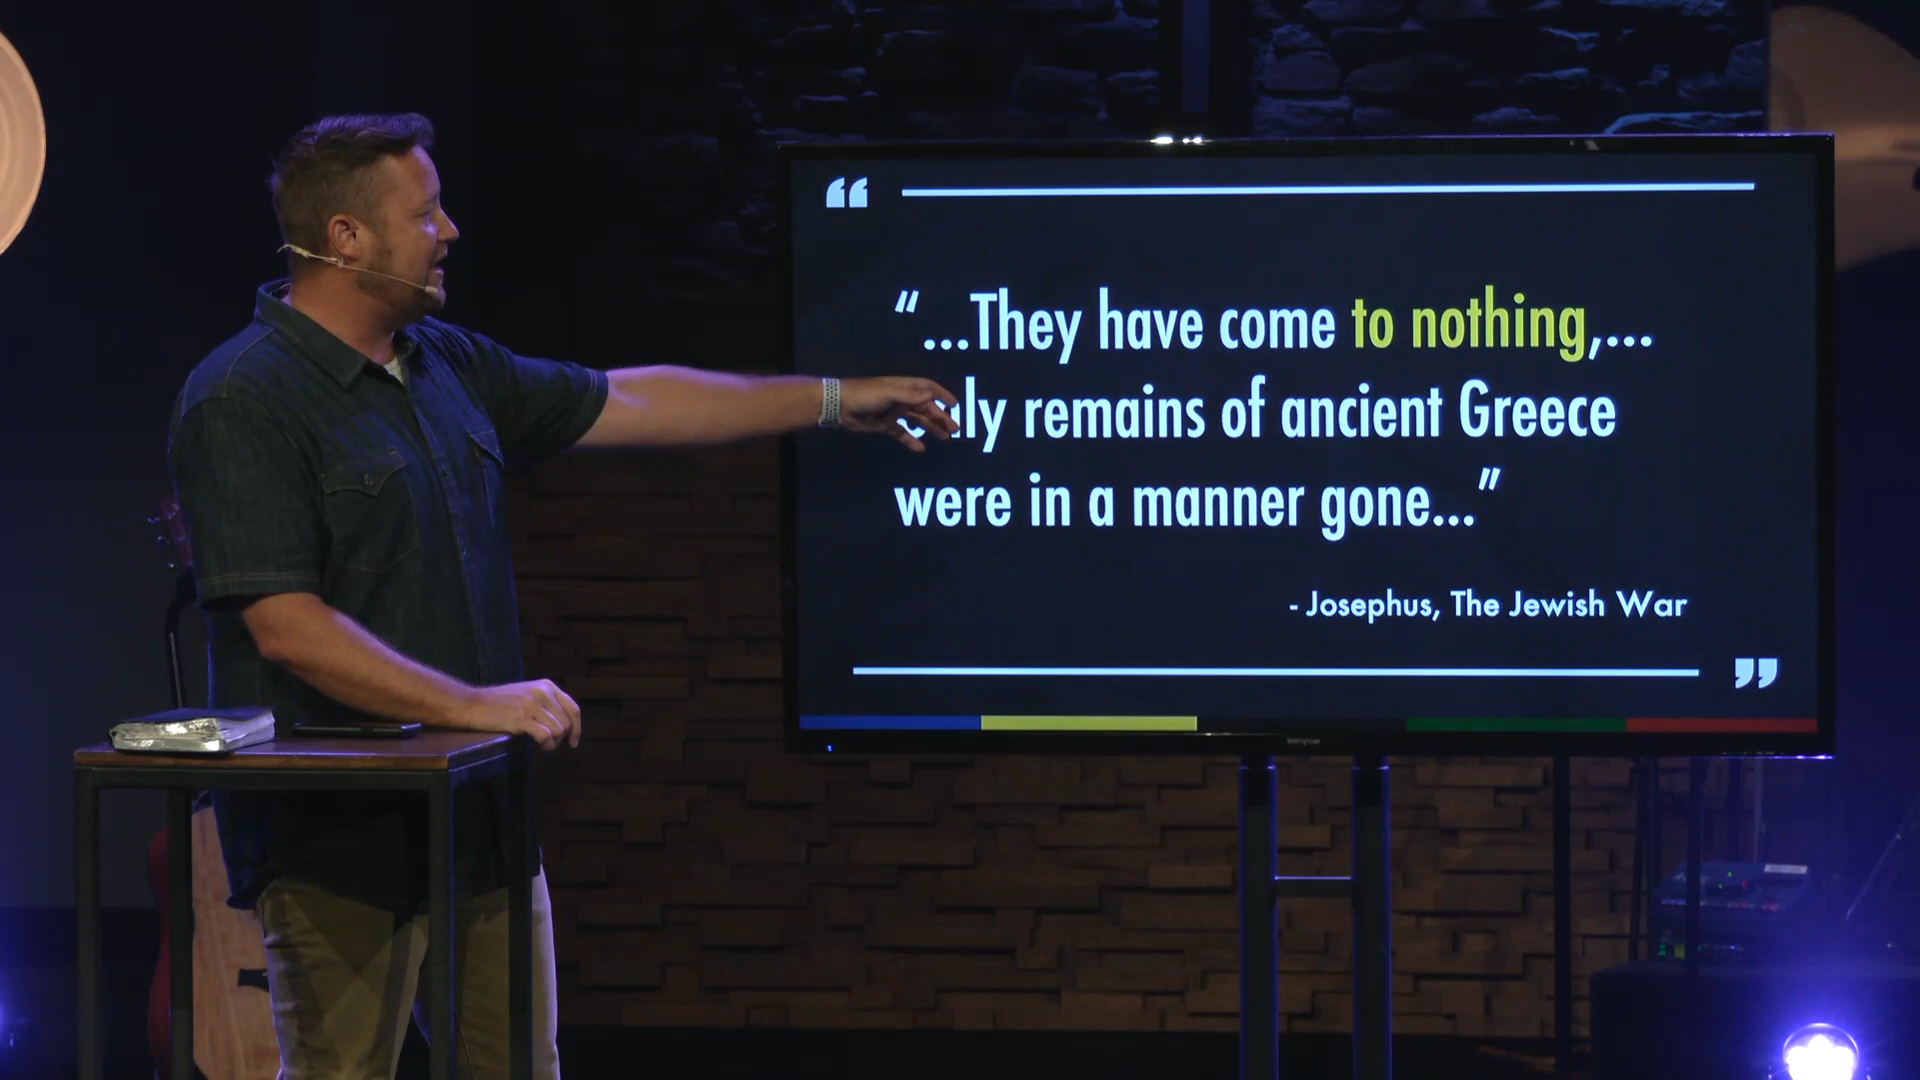 “
“...They have come to nothing,...
remains of ancient Greece
were in a manner gone...”
- Josephus, The Jewish War
”